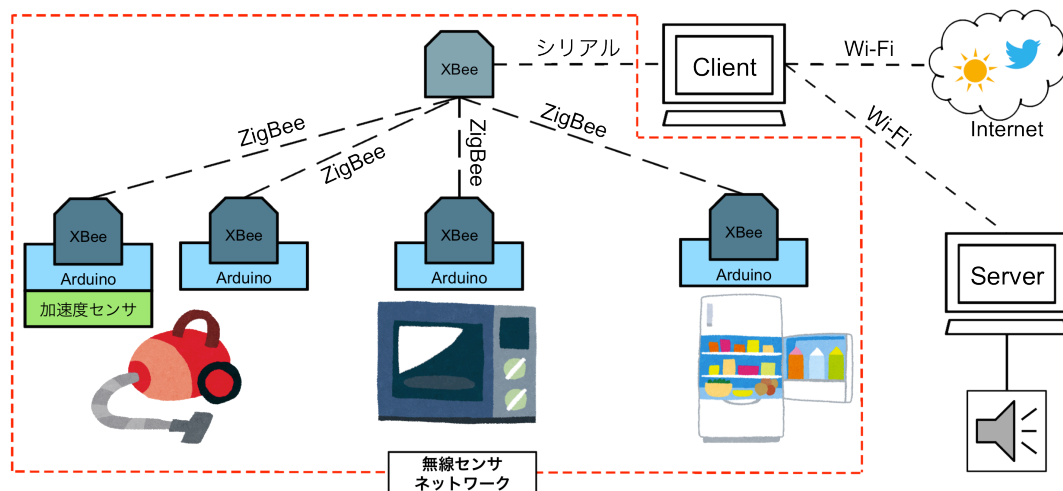 XBee
シリアル
Client
Wi-Fi
Internet
Wi-Fi
ZigBee
ZigBee
ZigBee
ZigBee
XBee
Arduino
加速度センサ
XBee
Arduino
XBee
Arduino
XBee
Arduino
Server
無線センサ
ネットワーク